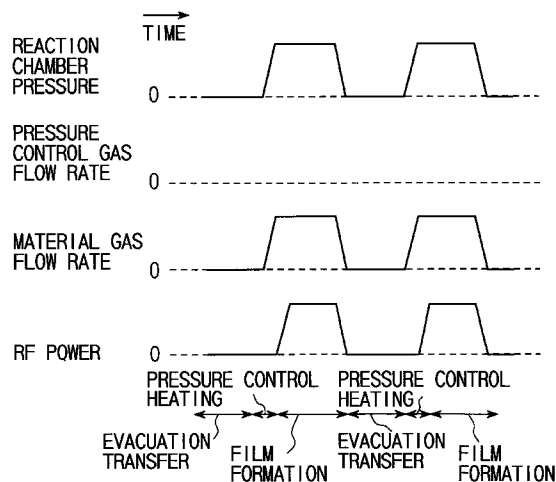 TIME
REACTION
CHAMBER
PRESSURE
0
PRESSURE
CONTROL GAS
FLOW RATE
0
MATERIAL GAS
FLOW RATE
0
RF POWER
0
PRESSURE CONTROL
HEATING
PRESSURE CONTROL
HEATING
EVACUATION
TRANSFER
FILM
FORMATION
EVACUATION
TRANSFER
FILM
FORMATION